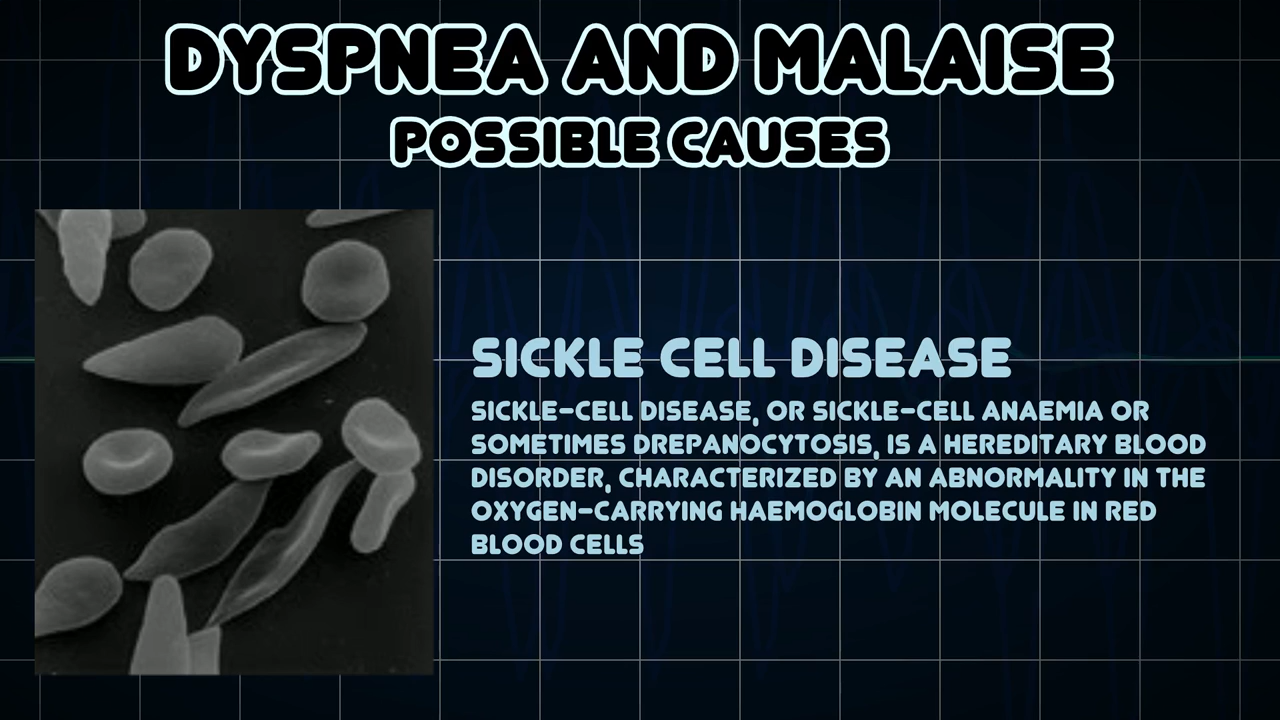 DYSPNEA AND MALAISE
POSSIBLE CAUSES
SICKLE CELL DISEASE
SICKLE-CELL DISEASE, OR SICKLE-CELL ANAEMIA OR
SOMETIMES DREPANOCYTOSIS, IS A HEREDITARY BLOOD
DISORDER, CHARACTERIZED BY AN ABNORMALITY IN THE
OXYGEN-CARRYING HAEMOGLOBIN MOLECULE IN RED
BLOOD CELLS